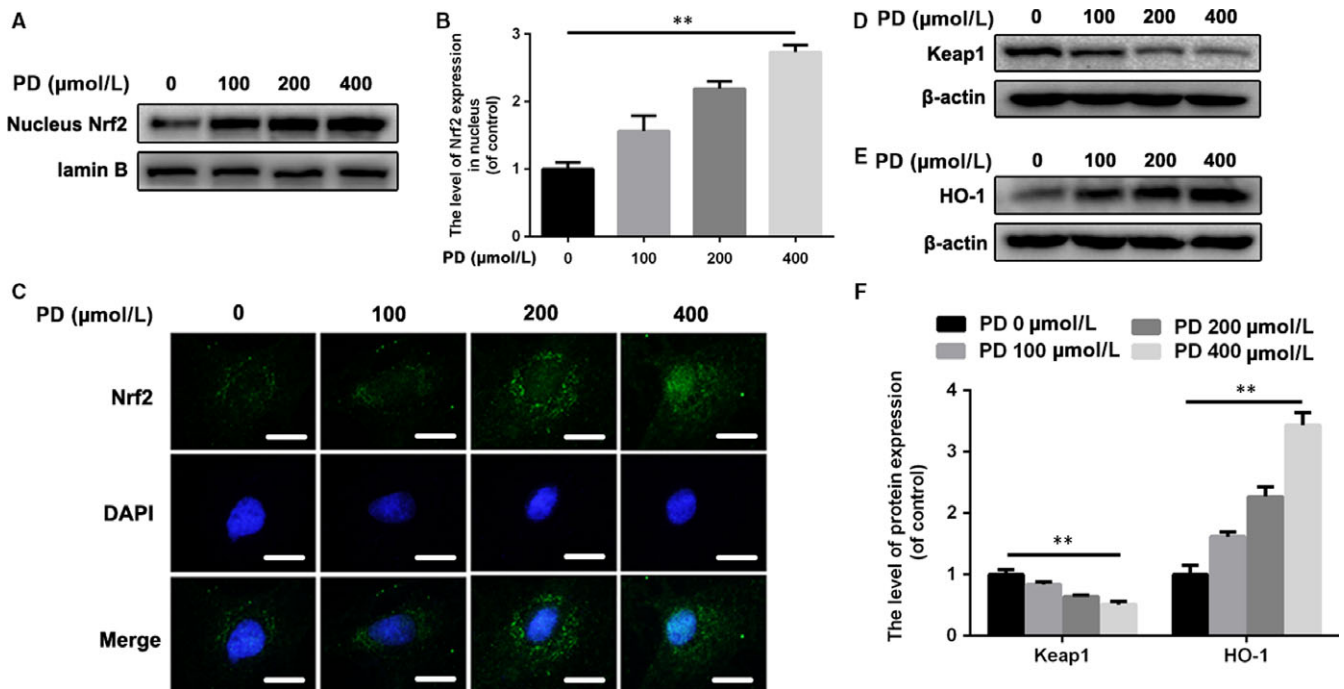 A
PD (μmol/L) 0 100 200 400
Nucleus Nrf2
lamin B
B
The level of Nrf2 expression
in nucleus
(of control)
3
2
1
0
**
PD (μmol/L) 0 100 200 400
C
PD (μmol/L) 0 100 200 400
Nrf2
DAPI
Merge
D
PD (μmol/L) 0 100 200 400
Keap1
β-actin
E
PD (μmol/L) 0 100 200 400
HO-1
β-actin
F
PD 0 μmol/L PD 200 μmol/L
PD 100 μmol/L PD 400 μmol/L
The level of protein expression
(of control)
4
3
2
1
0
** **
Keap1 HO-1